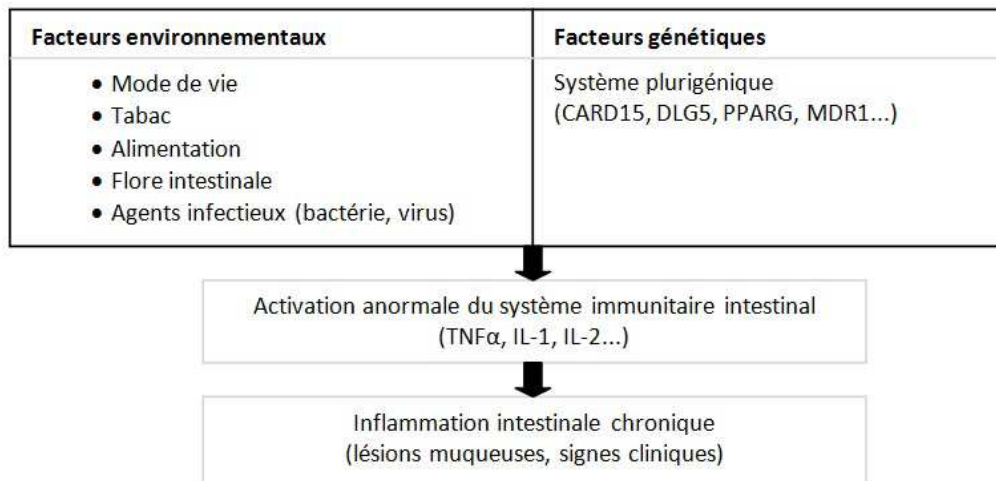 Facteurs environnementaux
• Mode de vie
• Tabac
• Alimentation
• Flore intestinale
• Agents infectieux (bactérie, virus)
Facteurs génétiques
Système plurigénique
(CARD15, DLG5, PPARG, MDR1...)
Activation anormale du système immunitaire intestinal
(TNFα, IL-1, IL-2...)
Inflammation intestinale chronique
(lésions muqueuses, signes cliniques)